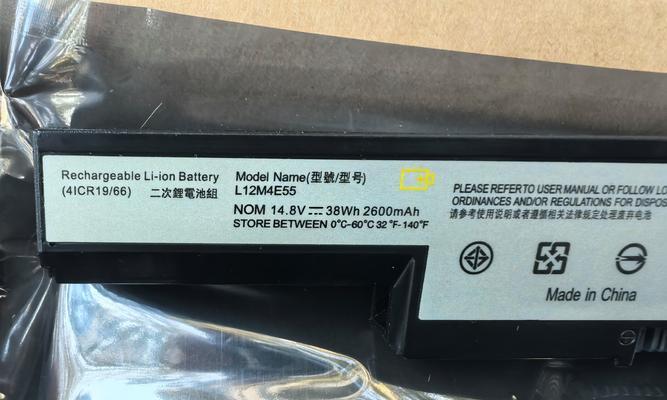 Rechargeable Li-ion Battery
(4ICR19/66) 二次鋰電池組
Model Name(型號/型号)
L12M4E55
NOM 14.8V⎓38Wh 2600mAh
STORE BETWEEN 0°C-60°C 32 °F-140°F
PLEASE REFER TO USER MANUAL OR FOLLOW LO
ORDINANCES AND/OR REGULATIONS FOR DISPOS
请参考使用说明或者遵循相关法律规定处理废弃电池
Made in China